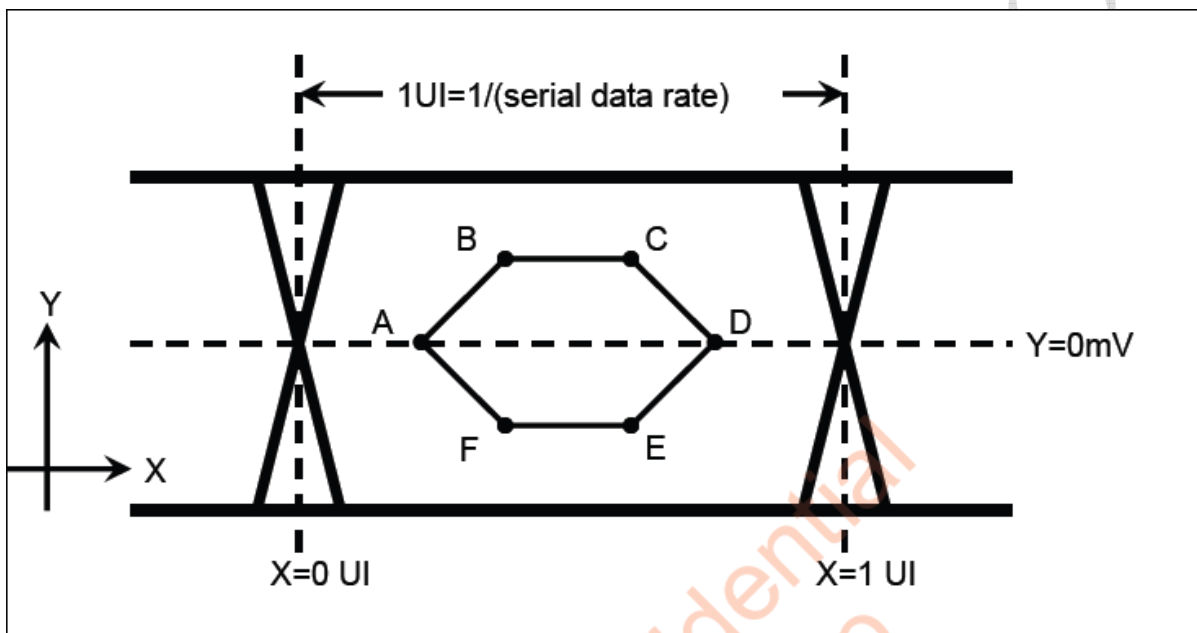 1UI=1/(serial data rate)
B
C
Y
A
D
Y=0mV
F
E
X
X=0 UI
X=1 UI